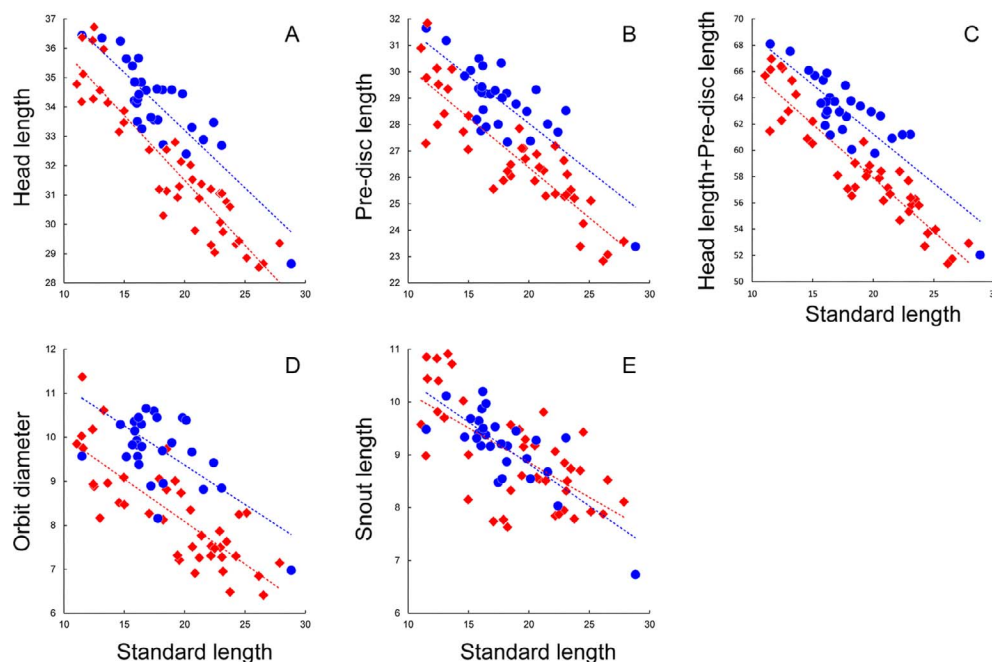 A
Head length
37
36
35
34
33
32
31
30
29
28
10 15 20 25 30
B
Pre-disc length
32
31
30
29
28
27
26
25
24
23
22
10 15 20 25 30
C
Head length+Pre-disc length
70
68
66
64
62
60
58
56
54
52
50
10 15 20 25 30
Standard length
D
Orbit diameter
12
11
10
9
8
7
6
10 15 20 25 30
Standard length
E
Snout length
11
10
9
8
7
6
10 15 20 25 30
Standard length